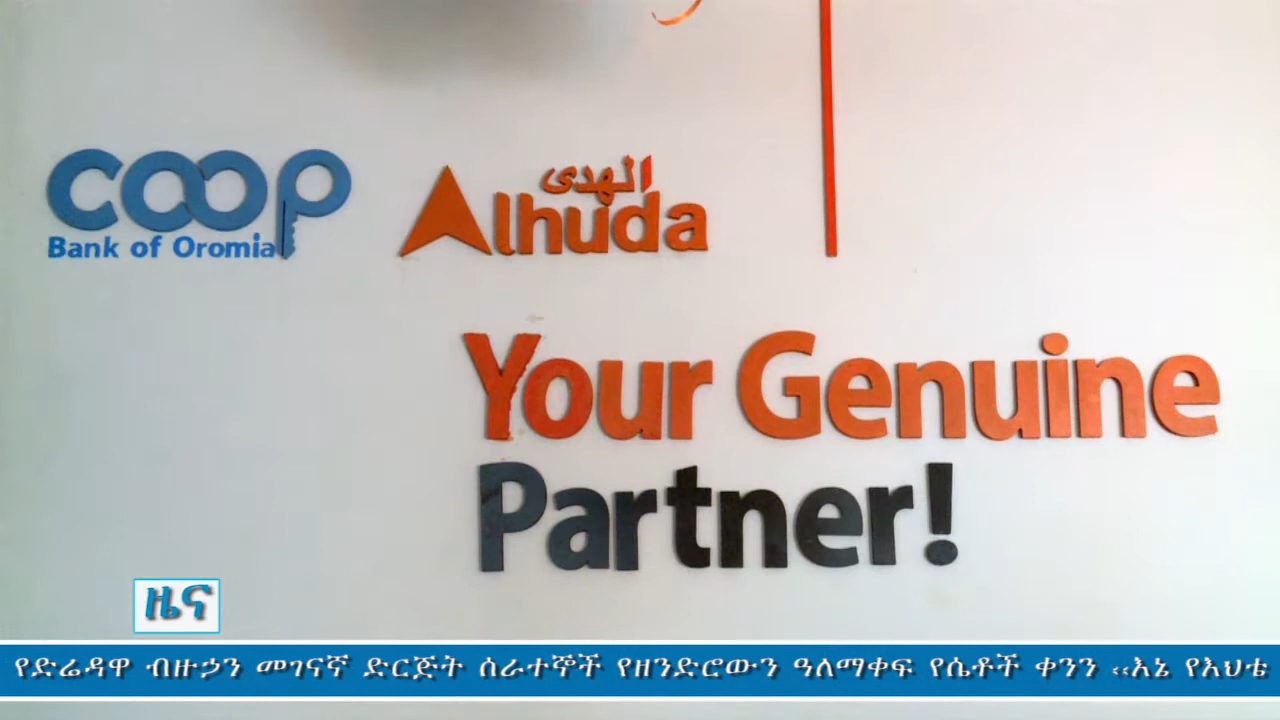 coop
Bank of Oromia
الهدى
Alhuda
Your Genuine
Partner!
ዜና
የድሬዳዋ ብዙኃን መገናኛ ድርጅት ሰራተኞች የዘንድሮውን ዓለማቀፍ የሴቶች ቀንን ‹‹እኔ የእህቴ